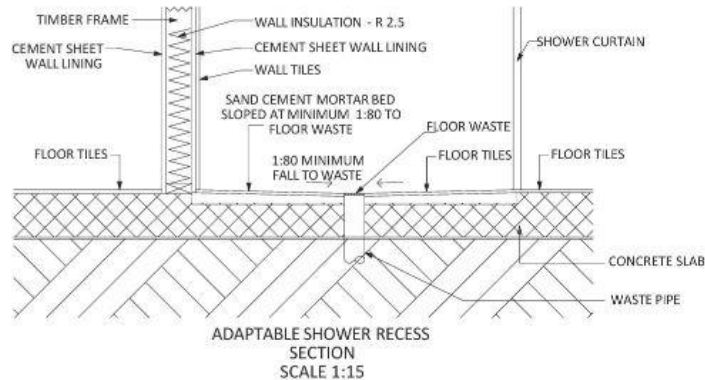 TIMBER FRAME
WALL INSULATION - R 2.5
CEMENT SHEET
WALL LINING
CEMENT SHEET WALL LINING
SHOWER CURTAIN
WALL TILES
SAND CEMENT MORTAR BED
SLOPED AT MINIMUM 1:80 TO
FLOOR WASTE
FLOOR WASTE
FLOOR TILES
1:80 MINIMUM
FALL TO WASTE
FLOOR TILES
FLOOR TILES
CONCRETE SLAB
WASTE PIPE
ADAPTABLE SHOWER RECESS
SECTION
SCALE 1:15